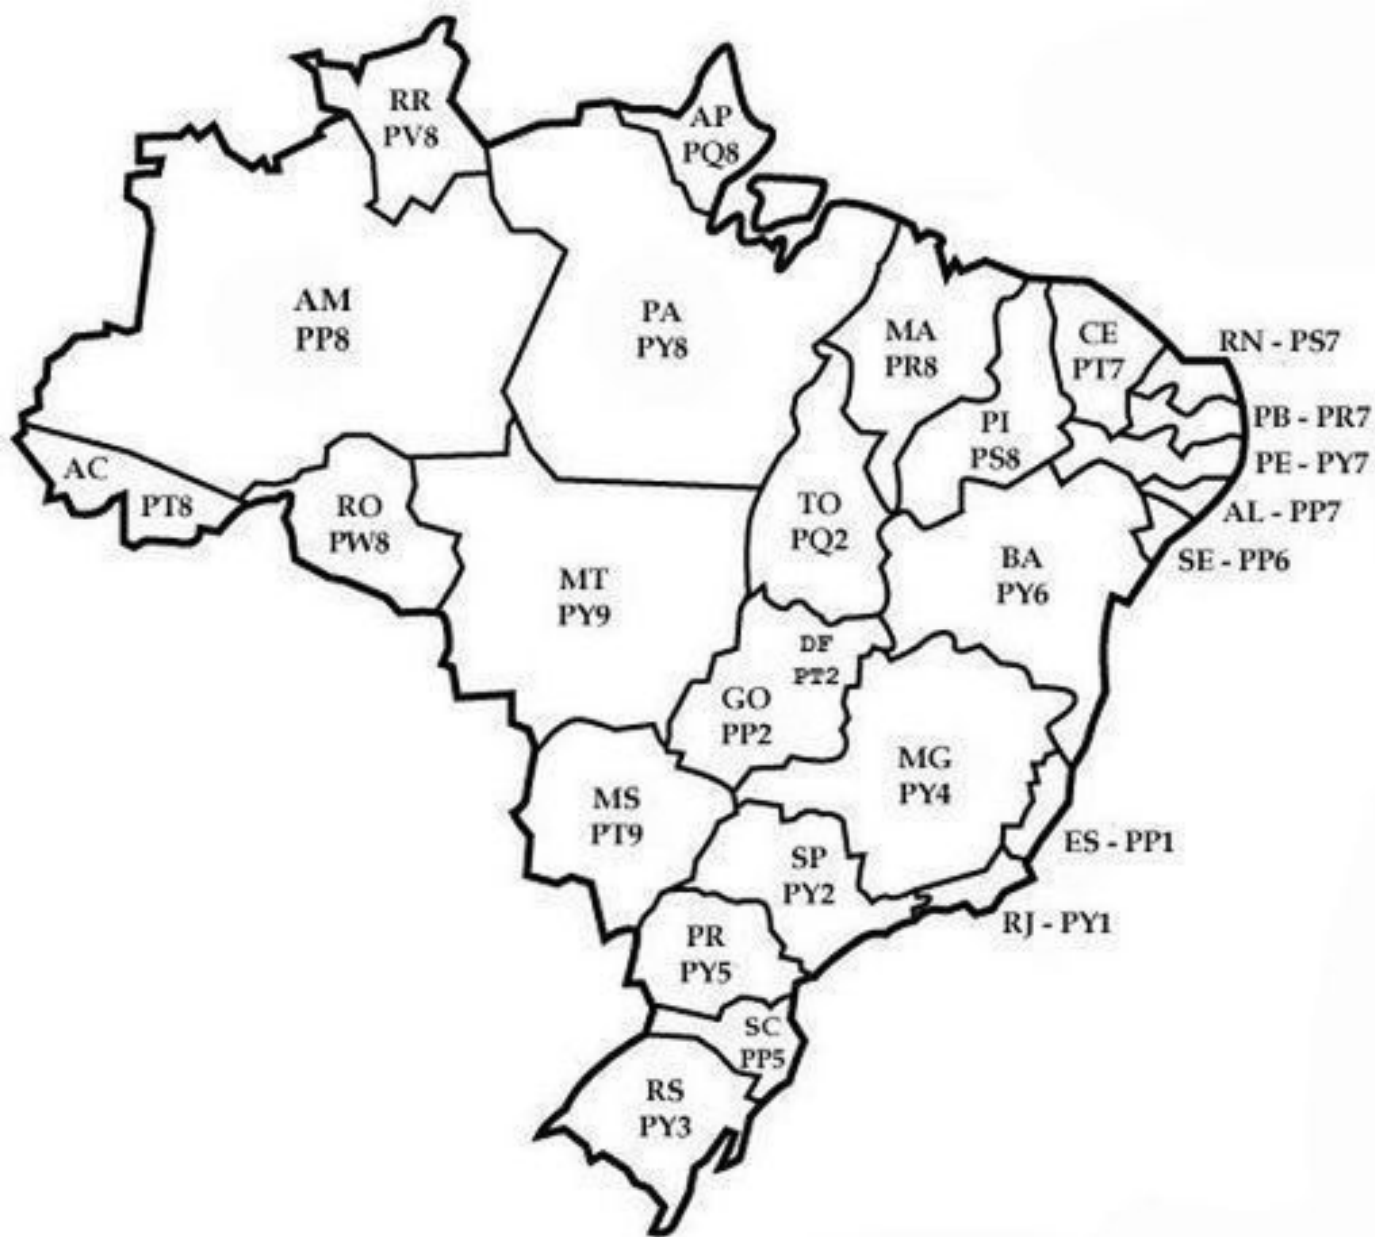 RR
PV8
AP
PQ8
AM
PP8
PA
PY8
MA
PR8
CE
PT7
RN - PS7
PB - PR7
PI
PS8
PE - PY7
AC
PT8
RO
PW8
TO
PQ2
AL - PP7
SE - PP6
BA
PY6
MT
PY9
DF
PT2
GO
PP2
MG
PY4
MS
PT9
ES - PP1
SP
PY2
RJ - PY1
PR
PY5
SC
PP5
RS
PY3